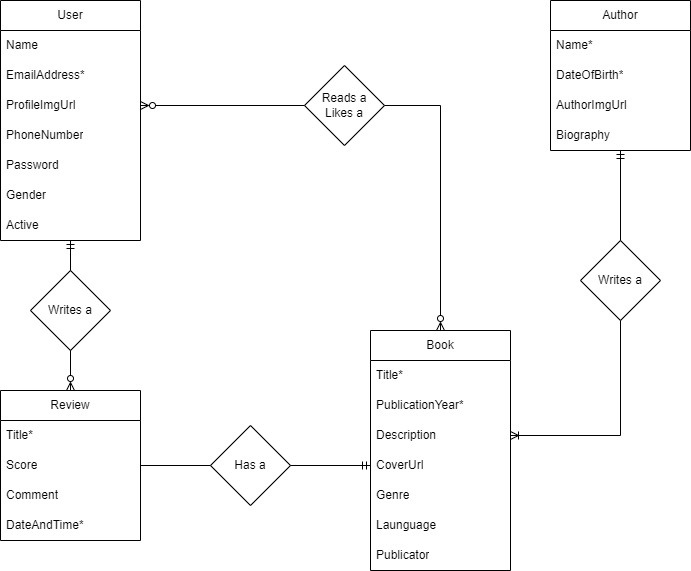 User
Name
EmailAddress*
ProfileImgUrl
PhoneNumber
Password
Gender
Active
Reads a
Likes a
Author
Name*
DateOfBirth*
AuthorImgUrl
Biography
Writes a
Writes a
Review
Title*
Score
Comment
DateAndTime*
Has a
Book
Title*
PublicationYear*
Description
CoverUrl
Genre
Launguage
Publicator